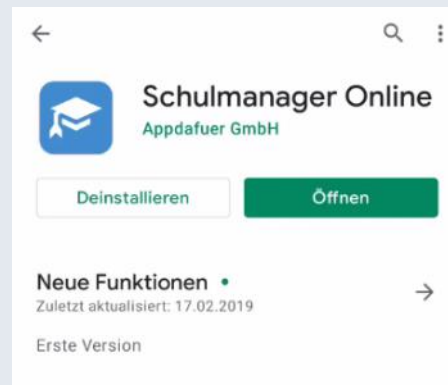 Schulmanager Online
Appdafuer GmbH
Deinstallieren
Öffnen
Neue Funktionen •
Zuletzt aktualisiert: 17.02.2019
Erste Version